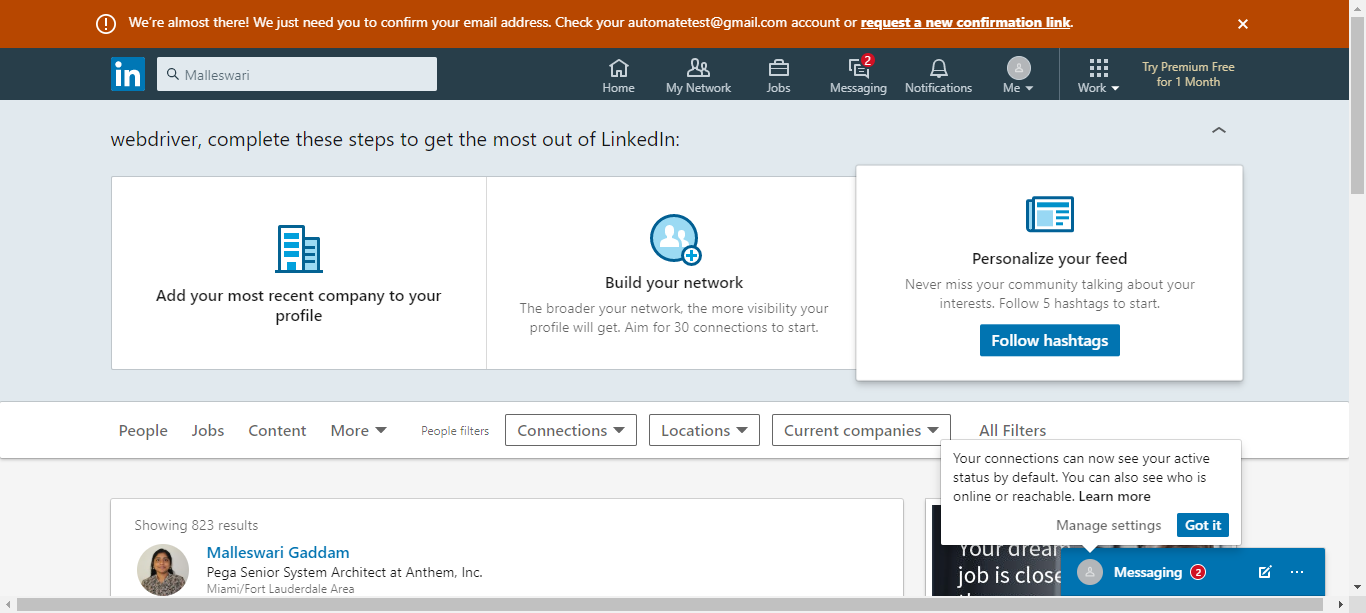 We're almost there! We just need you to confirm your email address. Check your automatetest@gmail.com account or request a new confirmation link.
in
Malleswari
Home
My Network
Jobs
2
Messaging
Notifications
Me
Work
Try Premium Free
for 1 Month
webdriver, complete these steps to get the most out of LinkedIn:
Add your most recent company to your
profile
Build your network
The broader your network, the more visibility your
profile will get. Aim for 30 connections to start.
Personalize your feed
Never miss your community talking about your
interests. Follow 5 hashtags to start.
Follow hashtags
People Jobs Content More People filters Connections Locations Current companies All Filters
Your connections can now see your active
status by default. You can also see who is
online or reachable. Learn more
Manage settings Got it
Showing 823 results
Malleswari Gaddam
Pega Senior System Architect at Anthem, Inc.
Miami/Fort Lauderdale Area
Your dream
job is close
Messaging 2